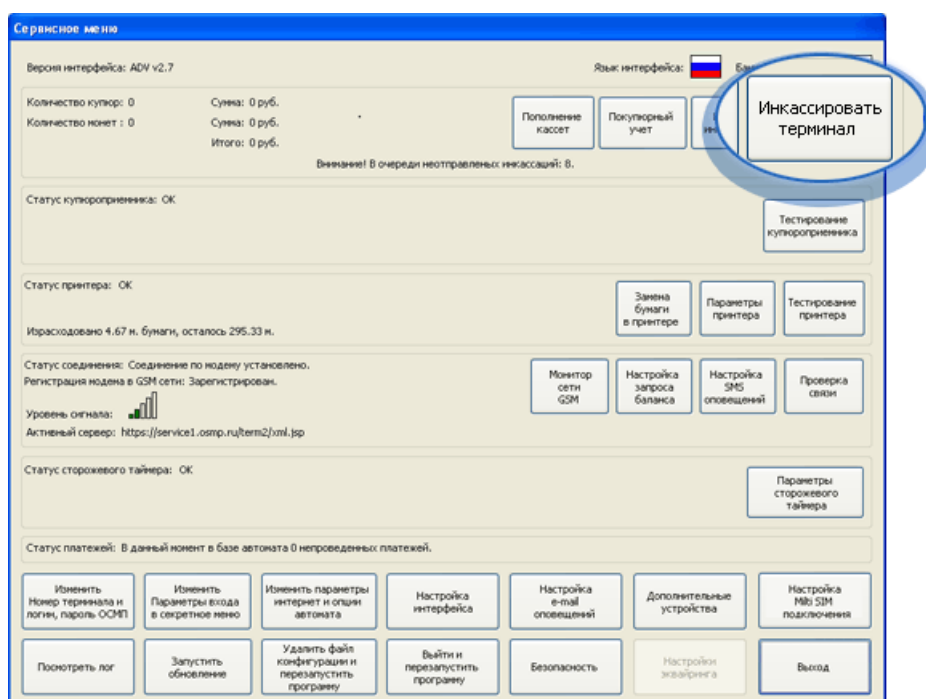 Сервисное меню
Версия интерфейса: ADV v2.7
Язык интерфейса:
Количество купюр: 0
Сумма: 0 руб.
Количество монет : 0
Сумма: 0 руб.
Итого: 0 руб.
Пополнение
кассет
Покупюрный
учет
Инкассировать
терминал
Внимание! В очереди неотправленых инкассаций: 8.
Статус купюроприемника: OK
Тестирование
купюроприемника
Статус принтера: OK
Израсходовано 4.67 м. бумаги, осталось 295.33 м.
Замена
бумаги
в принтере
Параметры
принтера
Тестирование
принтера
Статус соединения: Соединение по модему установлено.
Регистрация модема в GSM сети: Зарегистрирован.
Уровень сигнала:
Активный сервер: https://service1.osmp.ru/term2/xml.jsp
Монитор
сети
GSM
Настройка
запроса
баланса
Настройка
SMS
оповещений
Проверка
связи
Статус сторожевого таймера: OK
Параметры
сторожевого
таймера
Статус платежей: В данный момент в базе автомата 0 непроведенных платежей.
Изменить
Номер терминала и
логин, пароль ОСМП
Изменить
Параметры входа
в секретное меню
Изменить параметры
интернет и опции
автомата
Настройка
интерфейса
Настройка
e-mail
оповещений
Дополнительные
устройства
Настройка
Milti SIM
подключения
Посмотреть лог
Запустить
обновление
Удалить файл
конфигурации и
перезапустить
программу
Выйти и
перезапустить
программу
Безопасность
Настройки
эквайринга
Выход